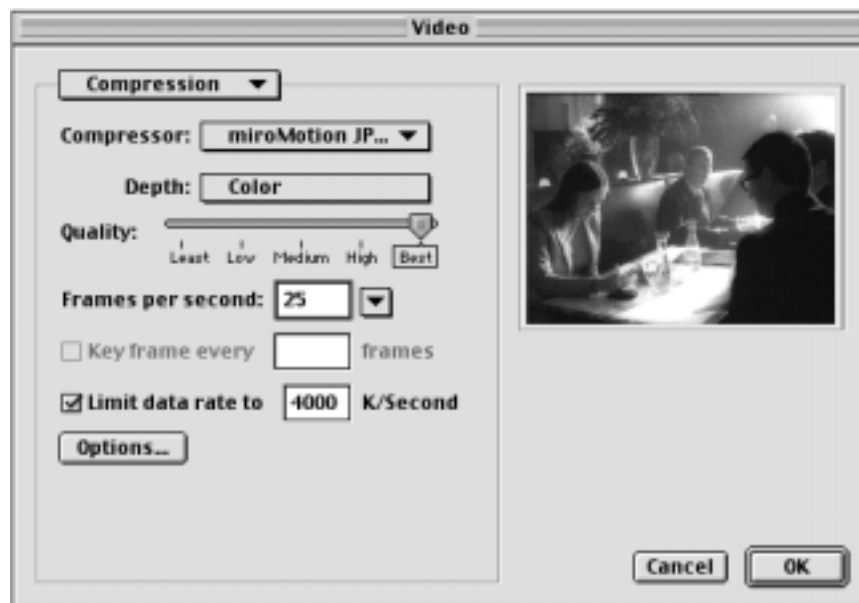 Video
Compression
Compressor: miroMotion JP...
Depth: Color
Quality:
Least Low Medium High Best
Frames per second: 25
Key frame every frames
Limit data rate to 4000 K/Second
Options...
Cancel OK